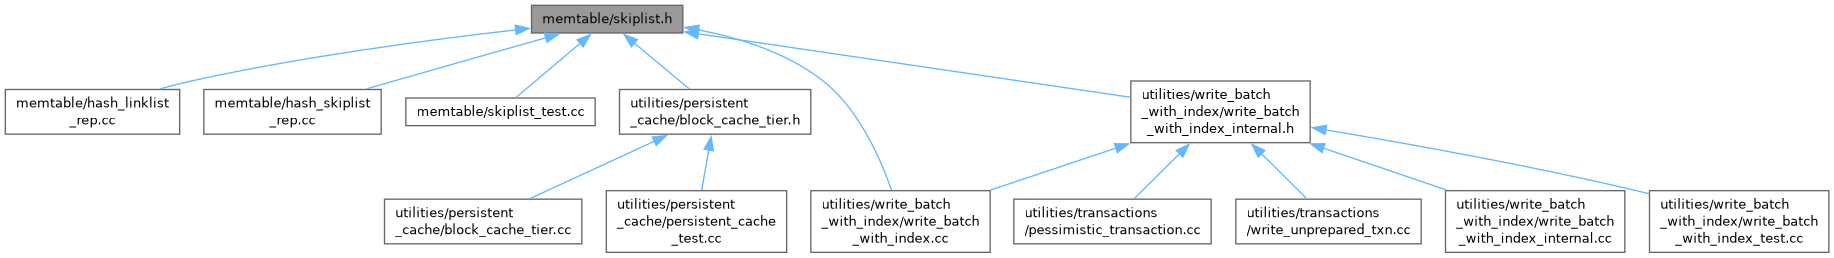 memtable/skiplist.h
memtable/hash_linklist
_rep.cc
memtable/hash_skiplist
_rep.cc
memtable/skiplist_test.cc
utilities/persistent
_cache/block_cache_tier.h
utilities/write_batch
_with_index/write_batch
_with_index_internal.h
utilities/persistent
_cache/block_cache_tier.cc
utilities/persistent
_cache/persistent_cache
_test.cc
utilities/write_batch
_with_index/write_batch
_with_index.cc
utilities/transactions
/pessimistic_transaction.cc
utilities/transactions
/write_unprepared_txn.cc
utilities/write_batch
_with_index/write_batch
_with_index_internal.cc
utilities/write_batch
_with_index/write_batch
_with_index_test.cc